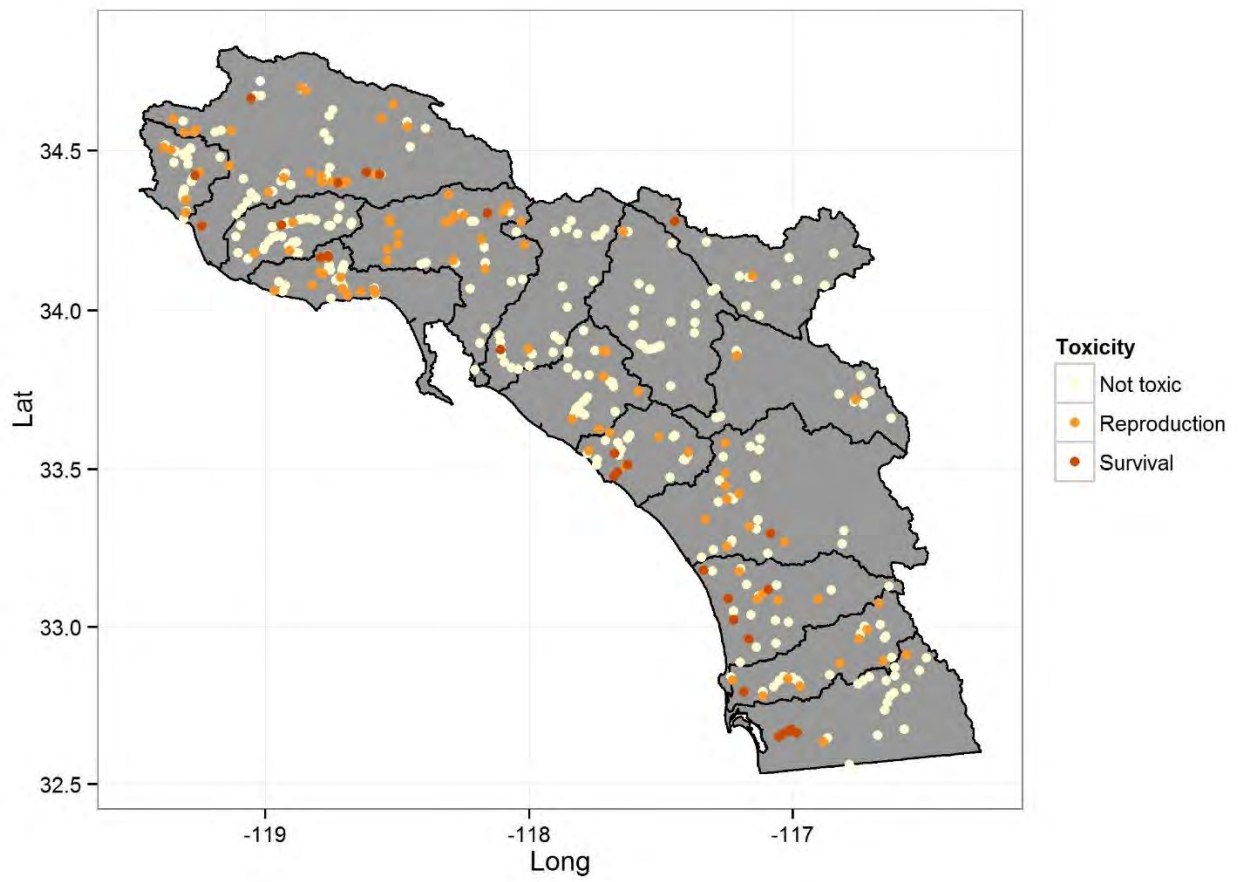 34.5
34.0
33.5
33.0
32.5
Lat
-119
-118
-117
Long
Toxicity
Not toxic
Reproduction
Survival